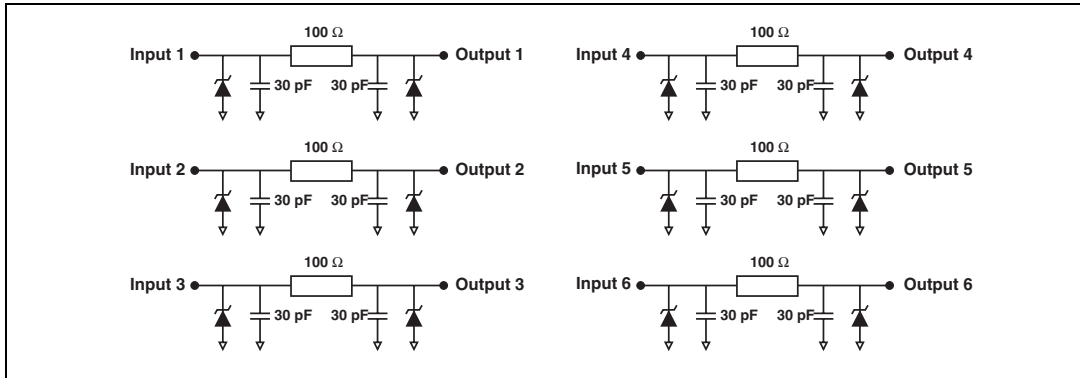 100 Ω
Input 1 Output 1
30 pF 30 pF
100 Ω
Input 4 Output 4
30 pF 30 pF
100 Ω
Input 2 Output 2
30 pF 30 pF
100 Ω
Input 5 Output 5
30 pF 30 pF
100 Ω
Input 3 Output 3
30 pF 30 pF
100 Ω
Input 6 Output 6
30 pF 30 pF